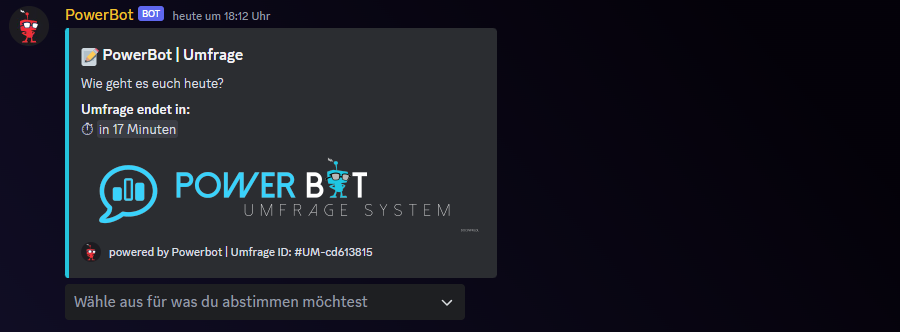 PowerBot BOT heute um 18:12 Uhr
PowerBot | Umfrage
Wie geht es euch heute?
Umfrage endet in:
in 17 Minuten
POWER BOT
UMFRAGE SYSTEM
powered by Powerbot | Umfrage ID: #UM-cd613815
Wähle aus für was du abstimmen möchtest